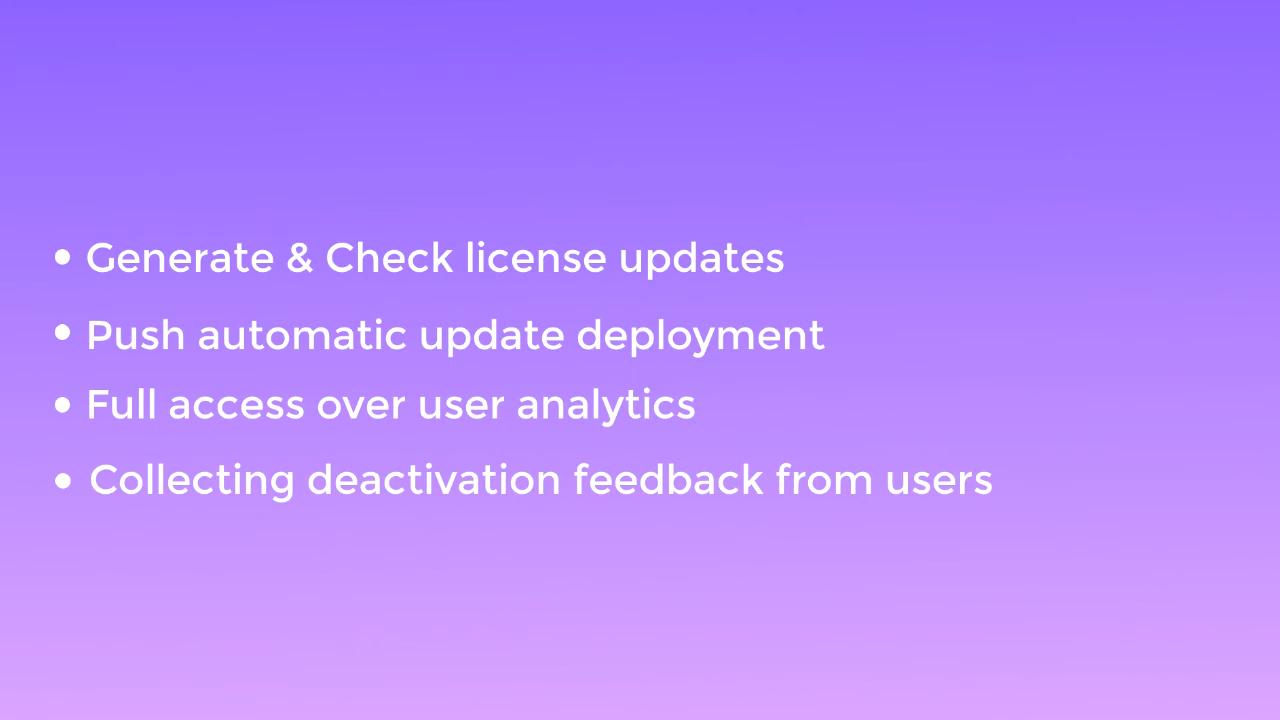 • Generate & Check license updates
• Push automatic update deployment
• Full access over user analytics
• Collecting deactivation feedback from users